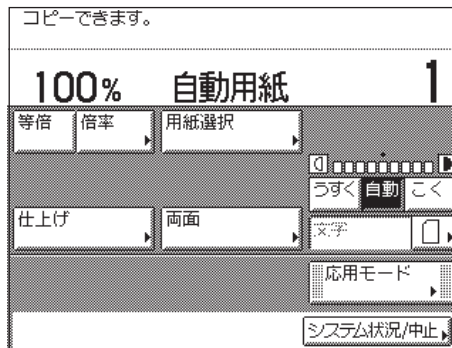 コピーできます。
100% 自動用紙 1
等倍 倍率 用紙選択
うすく 自動 こく
仕上げ 両面 文字
応用モード
システム状況/中止